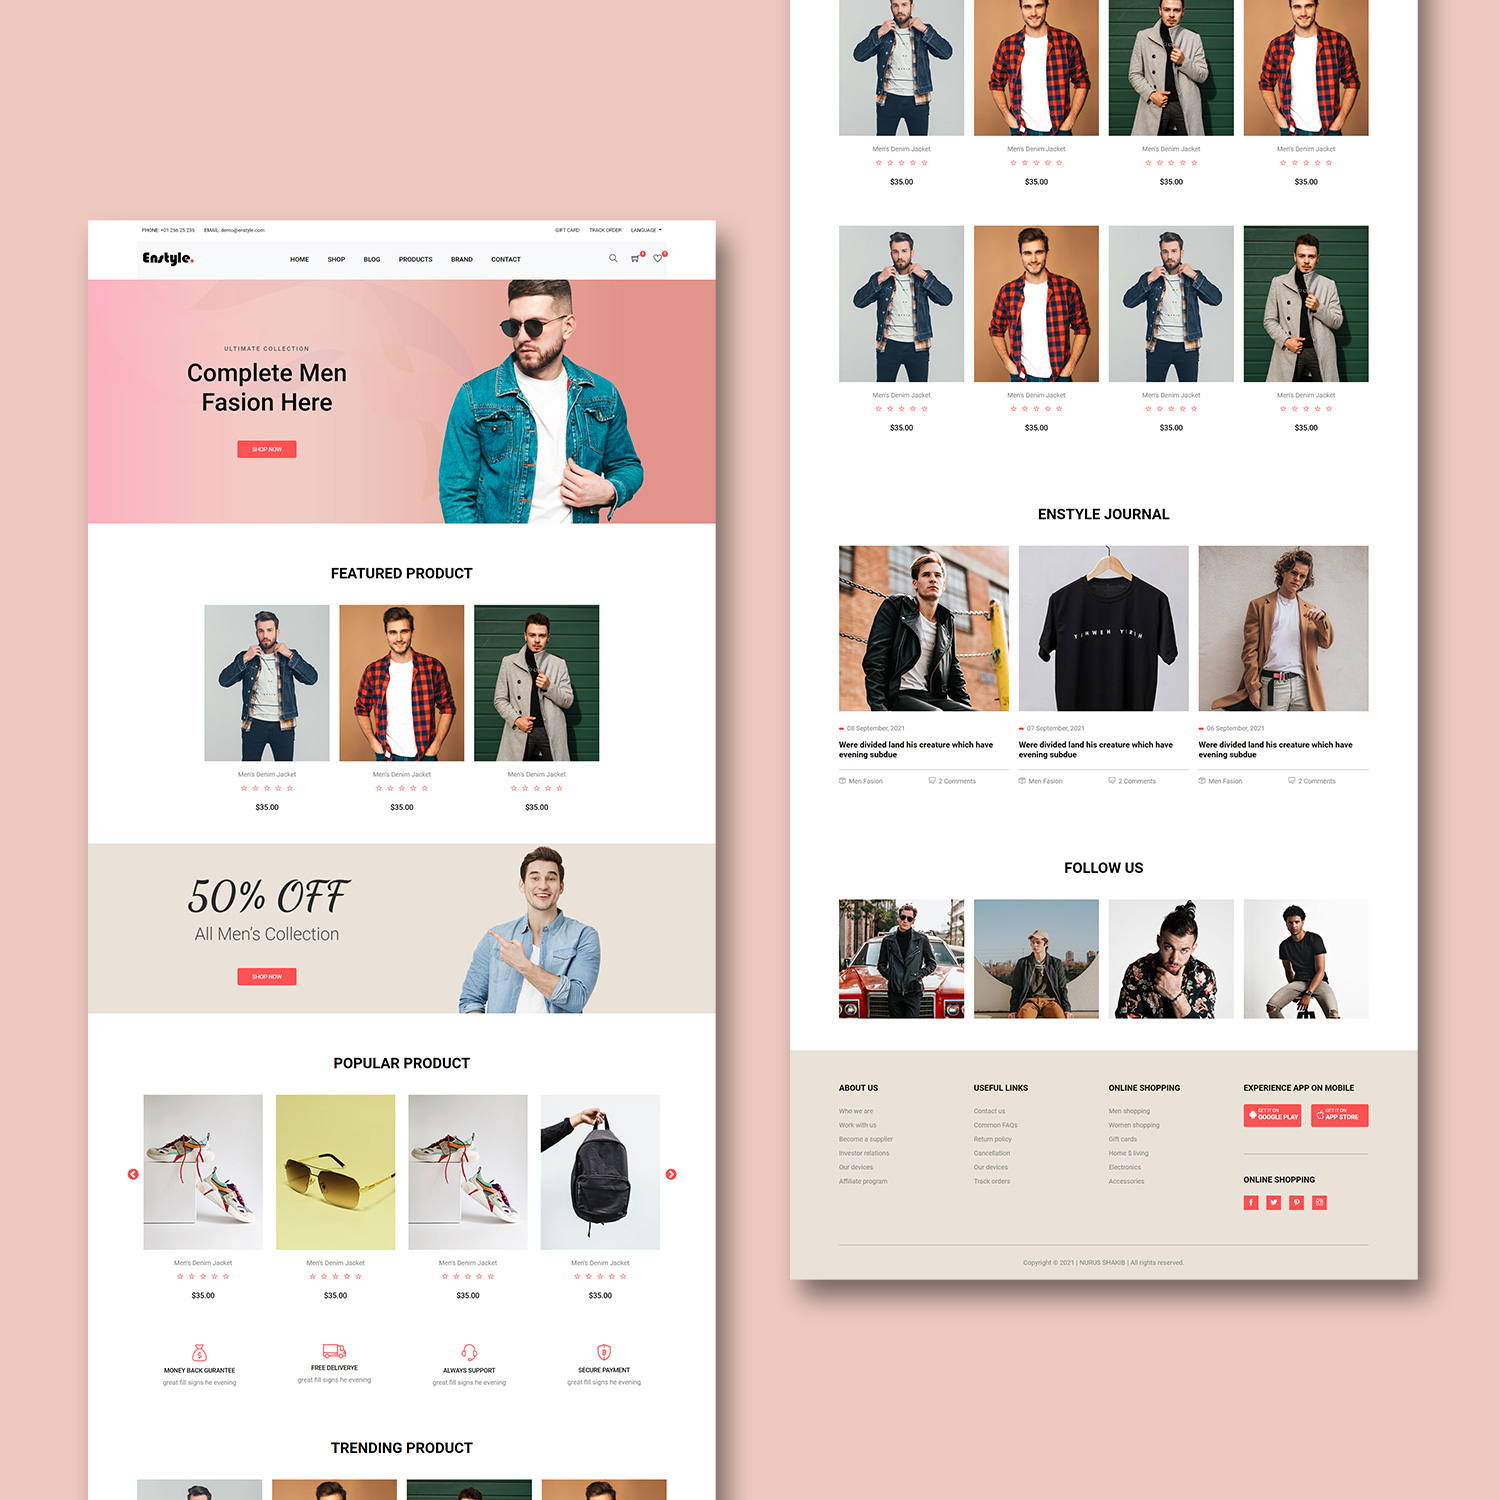 PHONE: +01 256 25 235 EMAIL: demo@enstyle.com GIFT CARD TRACK ORDER LANGUAGE
Enstyle. HOME SHOP BLOG PRODUCTS BRAND CONTACT
ULTIMATE COLLECTION
Complete Men
Fasion Here
SHOP NOW
FEATURED PRODUCT
Men's Denim Jacket Men's Denim Jacket Men's Denim Jacket
$35.00 $35.00 $35.00
50% OFF
All Men's Collection
SHOP NOW
POPULAR PRODUCT
Men's Denim Jacket Men's Denim Jacket Men's Denim Jacket Men's Denim Jacket
$35.00 $35.00 $35.00 $35.00
MONEY BACK GURANTEE FREE DELIVERYE ALWAYS SUPPORT SECURE PAYMENT
great fill signs he evening great fill signs he evening great fill signs he evening great fill signs he evening
TRENDING PRODUCT
Men's Denim Jacket Men's Denim Jacket Men's Denim Jacket Men's Denim Jacket
$35.00 $35.00 $35.00 $35.00
Men's Denim Jacket Men's Denim Jacket Men's Denim Jacket Men's Denim Jacket
$35.00 $35.00 $35.00 $35.00
ENSTYLE JOURNAL
YAHWEH YIREH
08 September, 2021 07 September, 2021 06 September, 2021
Were divided land his creature which have Were divided land his creature which have Were divided land his creature which have
evening subdue evening subdue evening subdue
Men Fasion 2 Comments Men Fasion 2 Comments Men Fasion 2 Comments
FOLLOW US
ABOUT US USEFUL LINKS ONLINE SHOPPING EXPERIENCE APP ON MOBILE
Who we are Contact us Men shopping GET IT ON GOOGLE PLAY GET IT ON APP STORE
Work with us Common FAQs Women shopping
Become a supplier Return policy Gift cards
Investor relations Cancellation Home $ living
Our devices Our devices Electronics
Affiliate program Track orders Accessories
ONLINE SHOPPING
Copyright © 2021 | NURUS SHAKIB | All rights reserved.